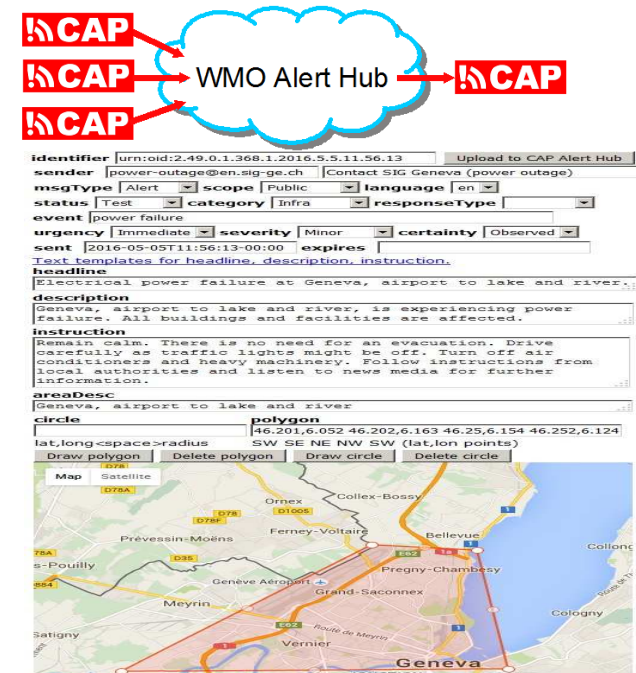 CAP
CAP
CAP
WMO Alert Hub
CAP
identifier urn:oid:2.49.0.1.368.1.2016.5.5.11.56.13 Upload to CAP Alert Hub
sender power-outage@en.sig-ge.ch Contact SIG Geneva (power outage)
msgType Alert scope Public language en
status Test category Infra responseType
event power failure
urgency Immediate severity Minor certainty Observed
sent 2016-05-05T11:56:13-00:00 expires
Text templates for headline, description, instruction.
headline
Electrical power failure at Geneva, airport to lake and river.
description
Geneva, airport to lake and river, is experiencing power
failure. All buildings and facilities are affected.
instruction
Remain calm. There is no need for an evacuation. Drive
carefully as traffic lights might be off. Turn off air
conditioners and heavy machinery. Follow instructions from
local authorities and listen to news media for further
information.
areaDesc
Geneva, airport to lake and river
circle polygon
46.201,6.052 46.202,6.163 46.25,6.154 46.252,6.124
lat,long<space>radius SW SE NE NW SW (lat,lon points)
Draw polygon Delete polygon Draw circle Delete circle
D78
Map Satellite
D78A
Ornex Collex-Bossy
D78F D1005
Prévessin-Moëns Ferney-Voltaire Bellevue
78A D35 E62 1a 1 Collong
s-Pouilly Pregny-Chambésy
884 Genève Aéroport
Grand-Saconnex
Meyrin Cologny
E62 Route de Meyrin 1
Satigny 1 Vernier
Geneva